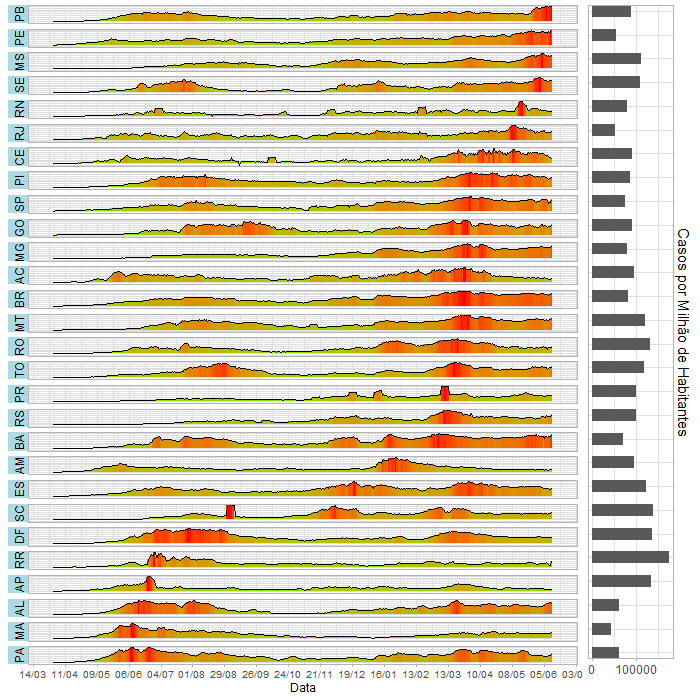 PB
PE
MS
SE
RN
RJ
CE
PI
SP
GO
MG
AC
BR
MT
RO
TO
PR
RS
BA
AM
ES
SC
DF
RR
AP
AL
MA
PA
14/03 11/04 09/05 06/06 04/07 01/08 29/08 26/09 24/10 21/11 19/12 16/01 13/02 13/03 10/04 08/05 05/06 03/0
Data
0 100000
Casos por Milhão de Habitantes